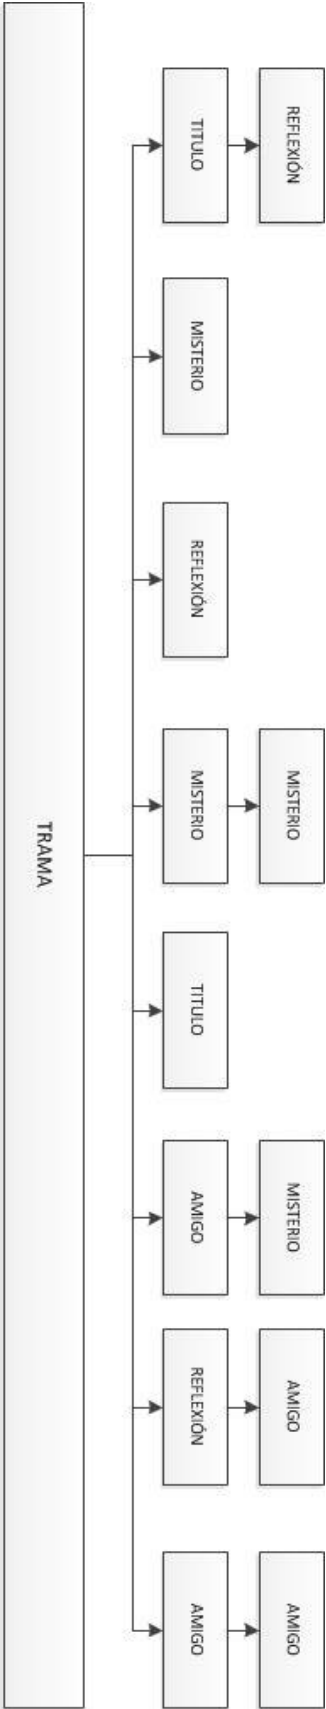 TRAMA
TITULO
REFLEXIÓN
MISTERIO
REFLEXIÓN
MISTERIO
MISTERIO
TITULO
AMIGO
MISTERIO
REFLEXIÓN
AMIGO
AMIGO
AMIGO